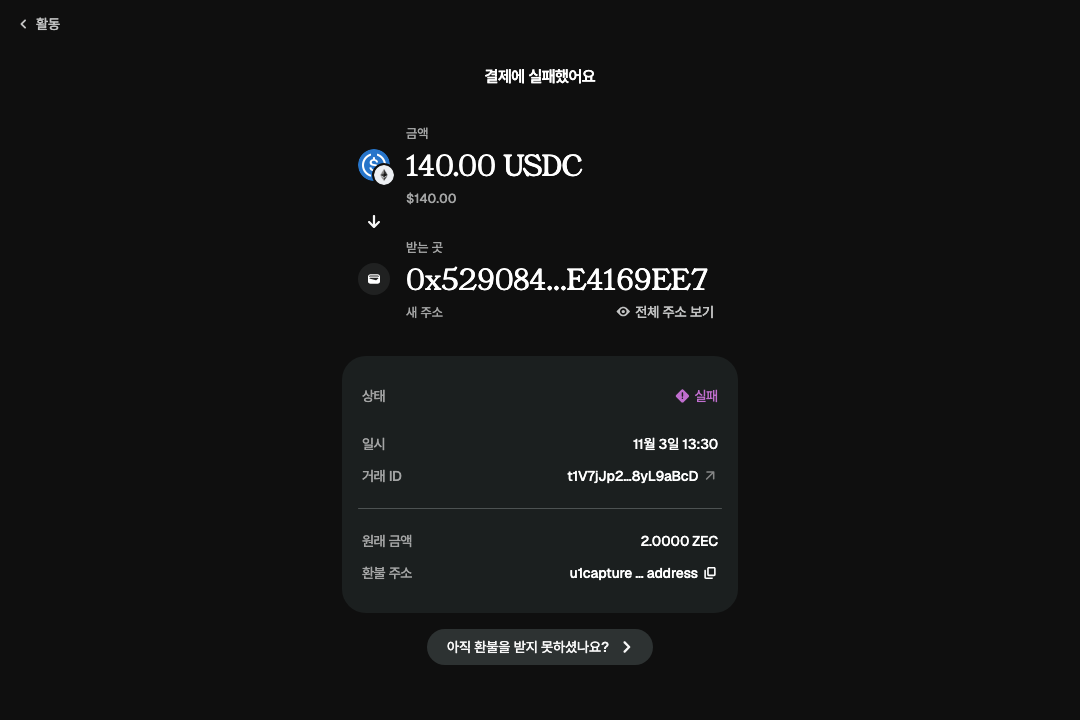 활동
결제에 실패했어요
금액
140.00 USDC
$140.00
받는 곳
0x529084...E4169EE7
새 주소
전체 주소 보기
상태
실패
일시
11월 3일 13:30
거래 ID
t1V7jJp2...8yL9aBcD
원래 금액
2.0000 ZEC
환불 주소
u1capture ... address
아직 환불을 받지 못하셨나요?